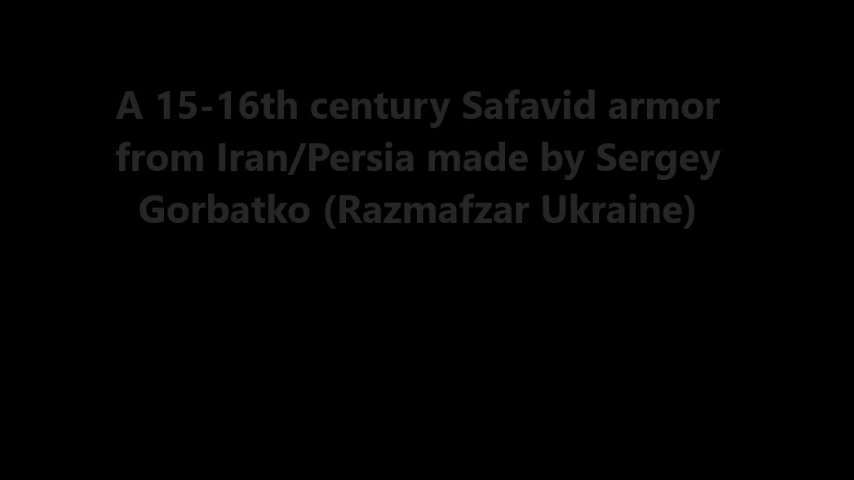 A 15-16th century Safavid armor
from Iran/Persia made by Sergey
Gorbatko (Razmafzar Ukraine)